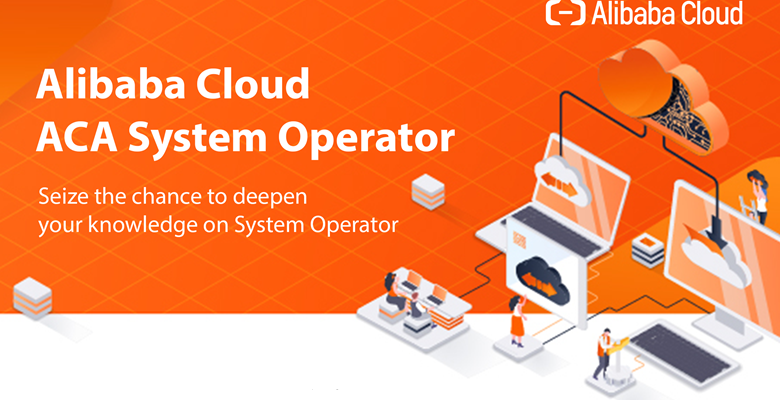 Alibaba Cloud
Alibaba Cloud
ACA System Operator
Seize the chance to deepen
your knowledge on System Operator